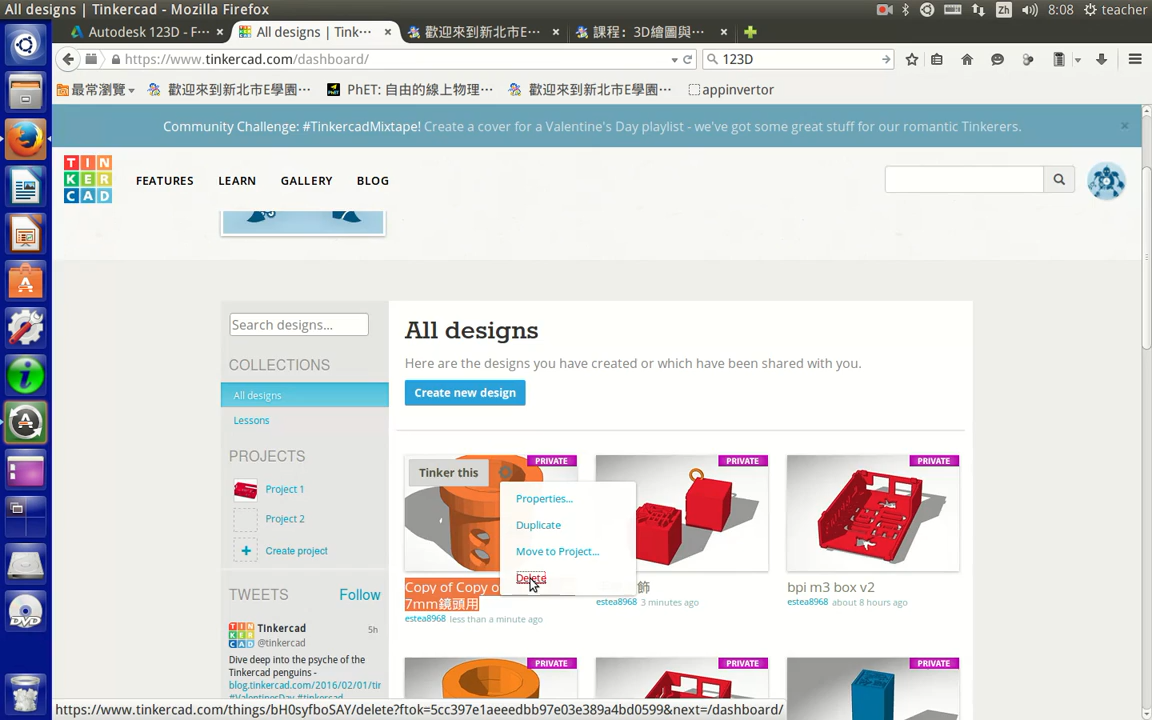 All designs | Tinkercad - Mozilla Firefox
Zh
8:08
teacher
Autodesk 123D - F···
All designs | Tink···
歡迎來到新北市E···
課程: 3D繪圖與···
https://www.tinkercad.com/dashboard/
123D
最常瀏覽
歡迎來到新北市E學園···
PhET: 自由的線上物理···
歡迎來到新北市E學園···
appinvertor
Community Challenge: #TinkercadMixtape! Create a cover for a Valentine's Day playlist - we've got some great stuff for our romantic Tinkerers.
TIN
KER
CAD
FEATURES
LEARN
GALLERY
BLOG
Search designs...
COLLECTIONS
All designs
Lessons
PROJECTS
Project 1
Project 2
Create project
TWEETS
Follow
Tinkercad
5h
@tinkercad
Dive deep into the psyche of the
Tinkercad penguins -
blog.tinkercad.com/2016/02/01/tir
All designs
Here are the designs you have created or which have been shared with you.
Create new design
PRIVATE
PRIVATE
PRIVATE
Tinker this
Properties...
Duplicate
Move to Project...
Delete
Copy of Copy o
7mm鏡頭用
estea8968 less than a minute ago
飾
estea8968 3 minutes ago
bpi m3 box v2
estea8968 about 8 hours ago
PRIVATE
PRIVATE
PRIVATE
https://www.tinkercad.com/things/bH0syfboSAY/delete?ftok=5cc397e1aeeedbb97e03e389a4bd0599&next=/dashboard/